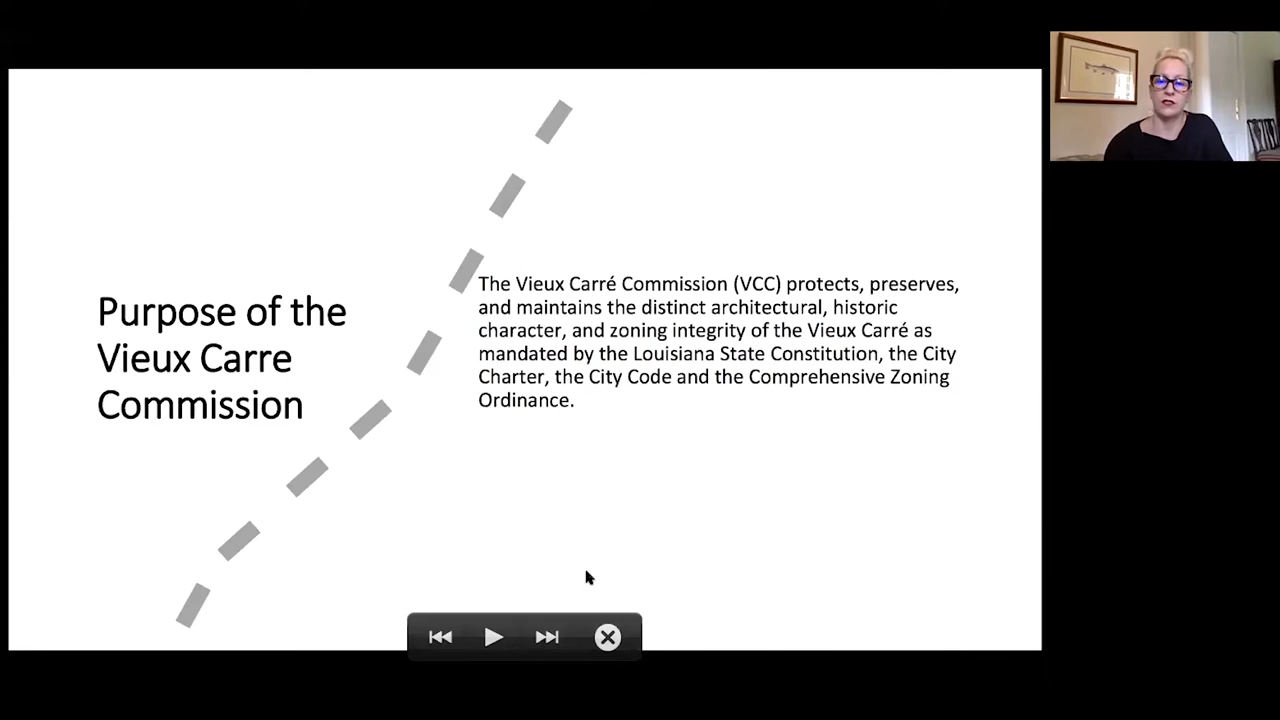 Purpose of the
Vieux Carre
Commission
The Vieux Carré Commission (VCC) protects, preserves,
and maintains the distinct architectural, historic
character, and zoning integrity of the Vieux Carré as
mandated by the Louisiana State Constitution, the City
Charter, the City Code and the Comprehensive Zoning
Ordinance.